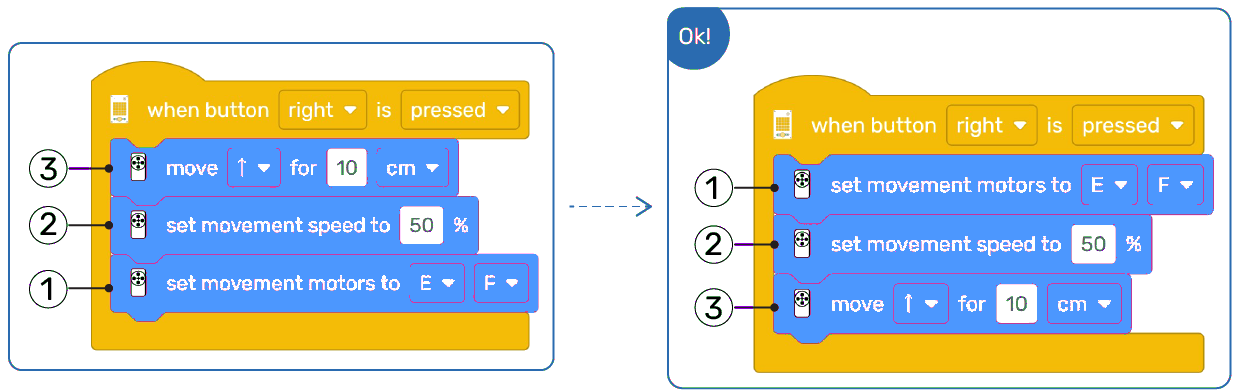 when button right is pressed
3 move ↑ for 10 cm
2 set movement speed to 50 %
1 set movement motors to E F
Ok!
when button right is pressed
1 set movement motors to E F
2 set movement speed to 50 %
3 move ↑ for 10 cm